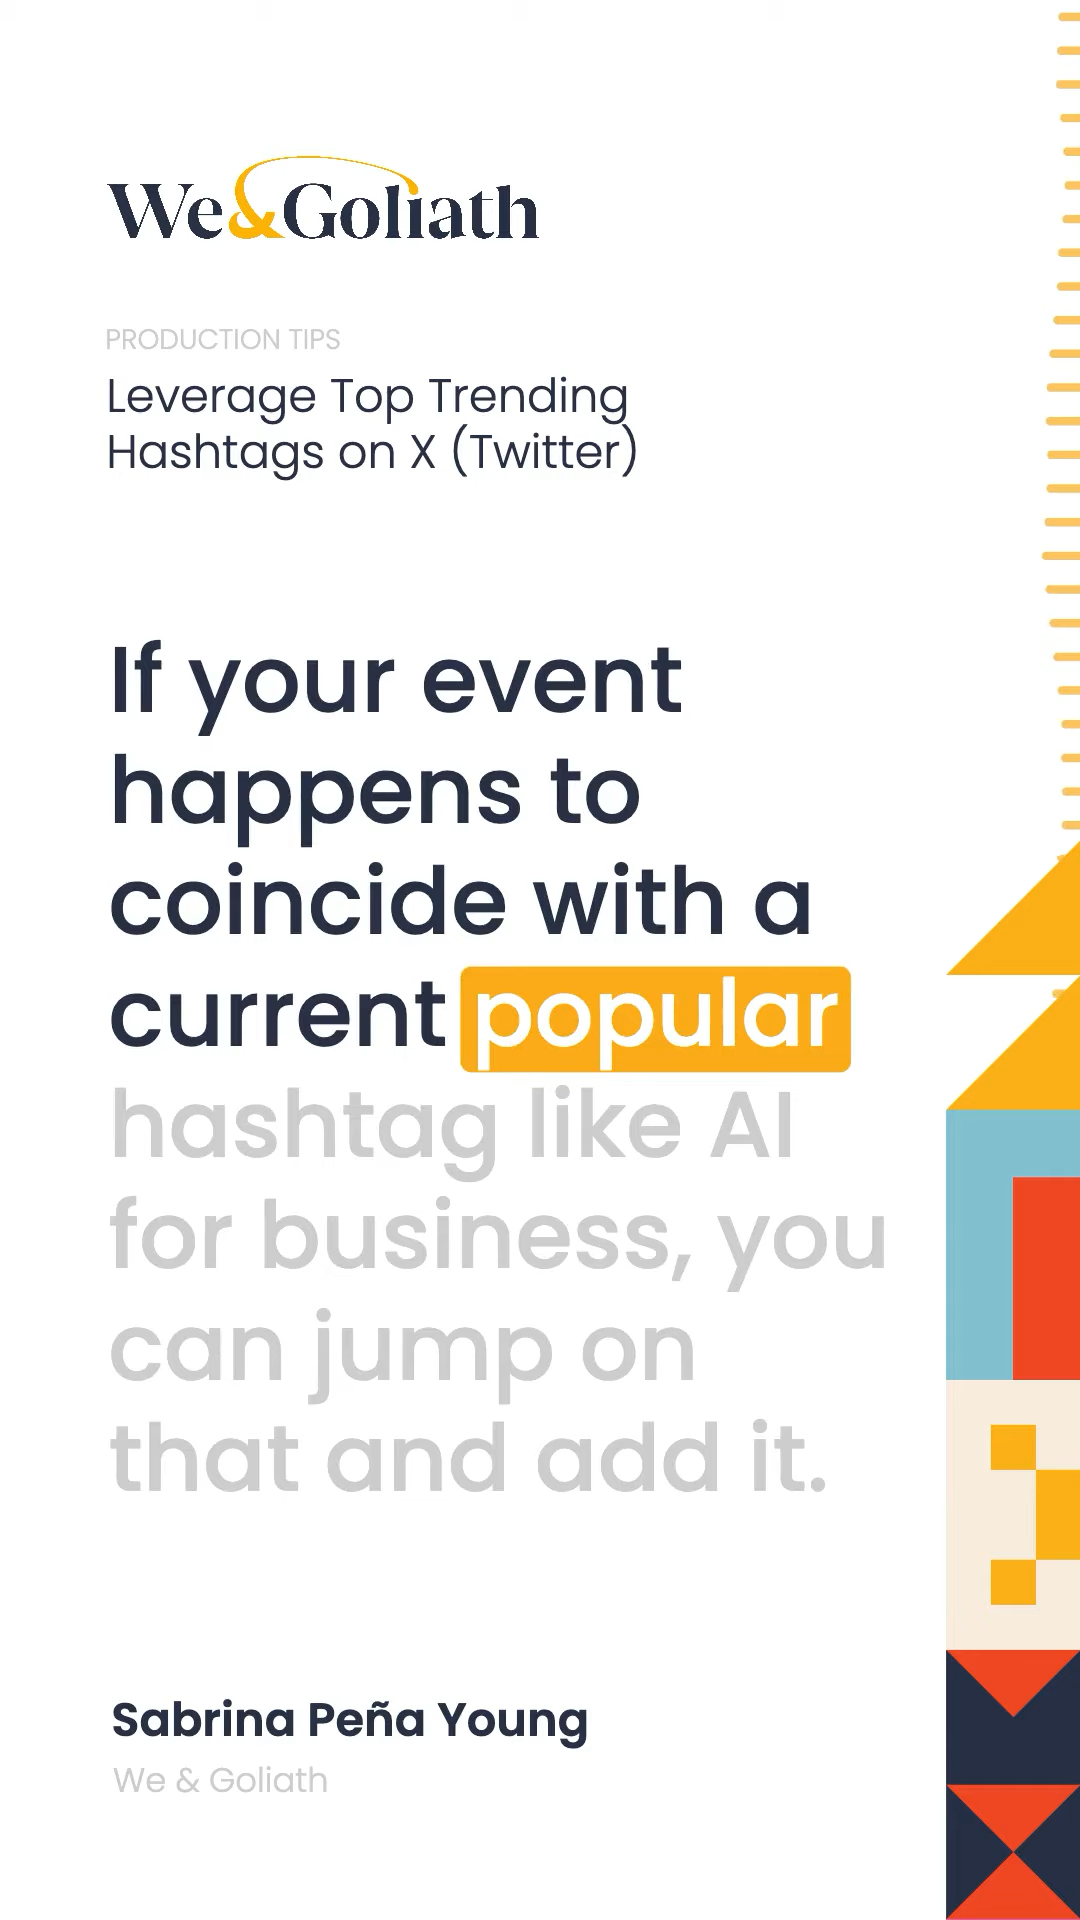 We&Goliath
PRODUCTION TIPS
Leverage Top Trending
Hashtags on X (Twitter)
If your event
happens to
coincide with a
current popular
hashtag like AI
for business, you
can jump on
that and add it.
Sabrina Peña Young
We & Goliath